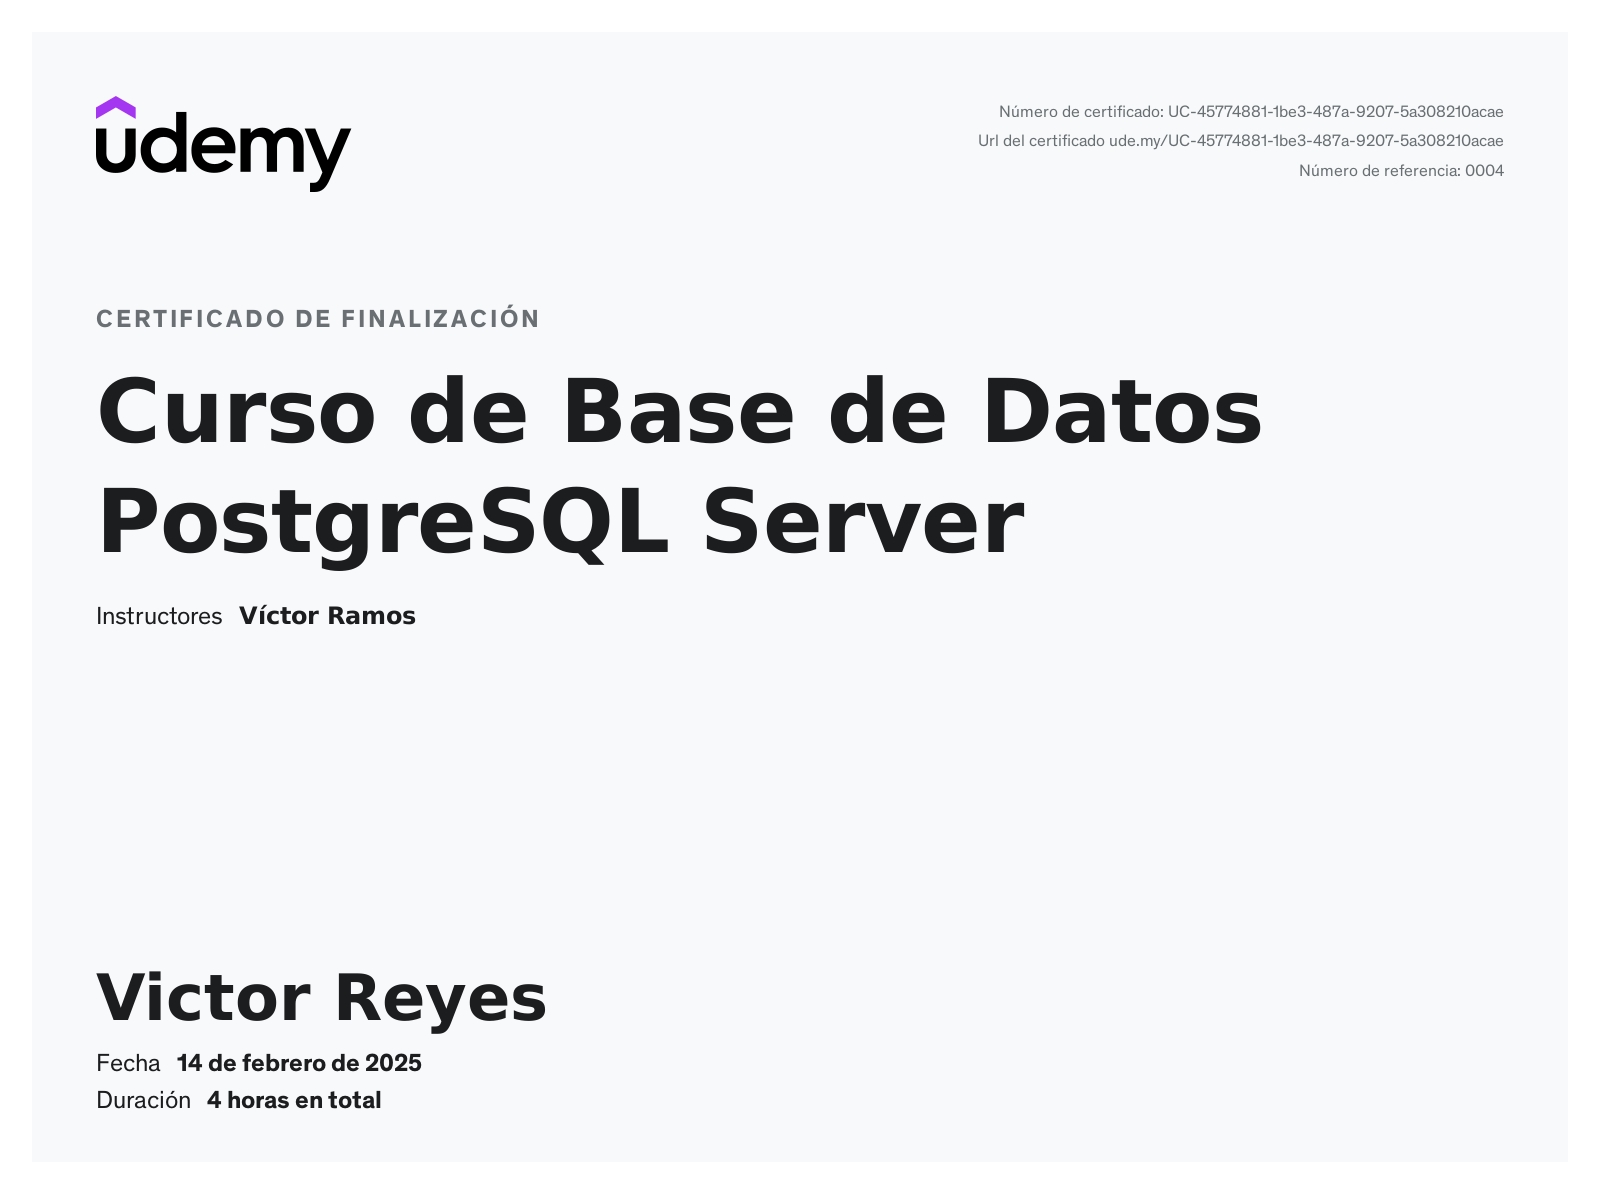 udemy
Número de certificado: UC-45774881-1be3-487a-9207-5a308210acae
Url del certificado ude.my/UC-45774881-1be3-487a-9207-5a308210acae
Número de referencia: 0004
CERTIFICADO DE FINALIZACIÓN
Curso de Base de Datos
PostgreSQL Server
Instructores Víctor Ramos
Victor Reyes
Fecha 14 de febrero de 2025
Duración 4 horas en total